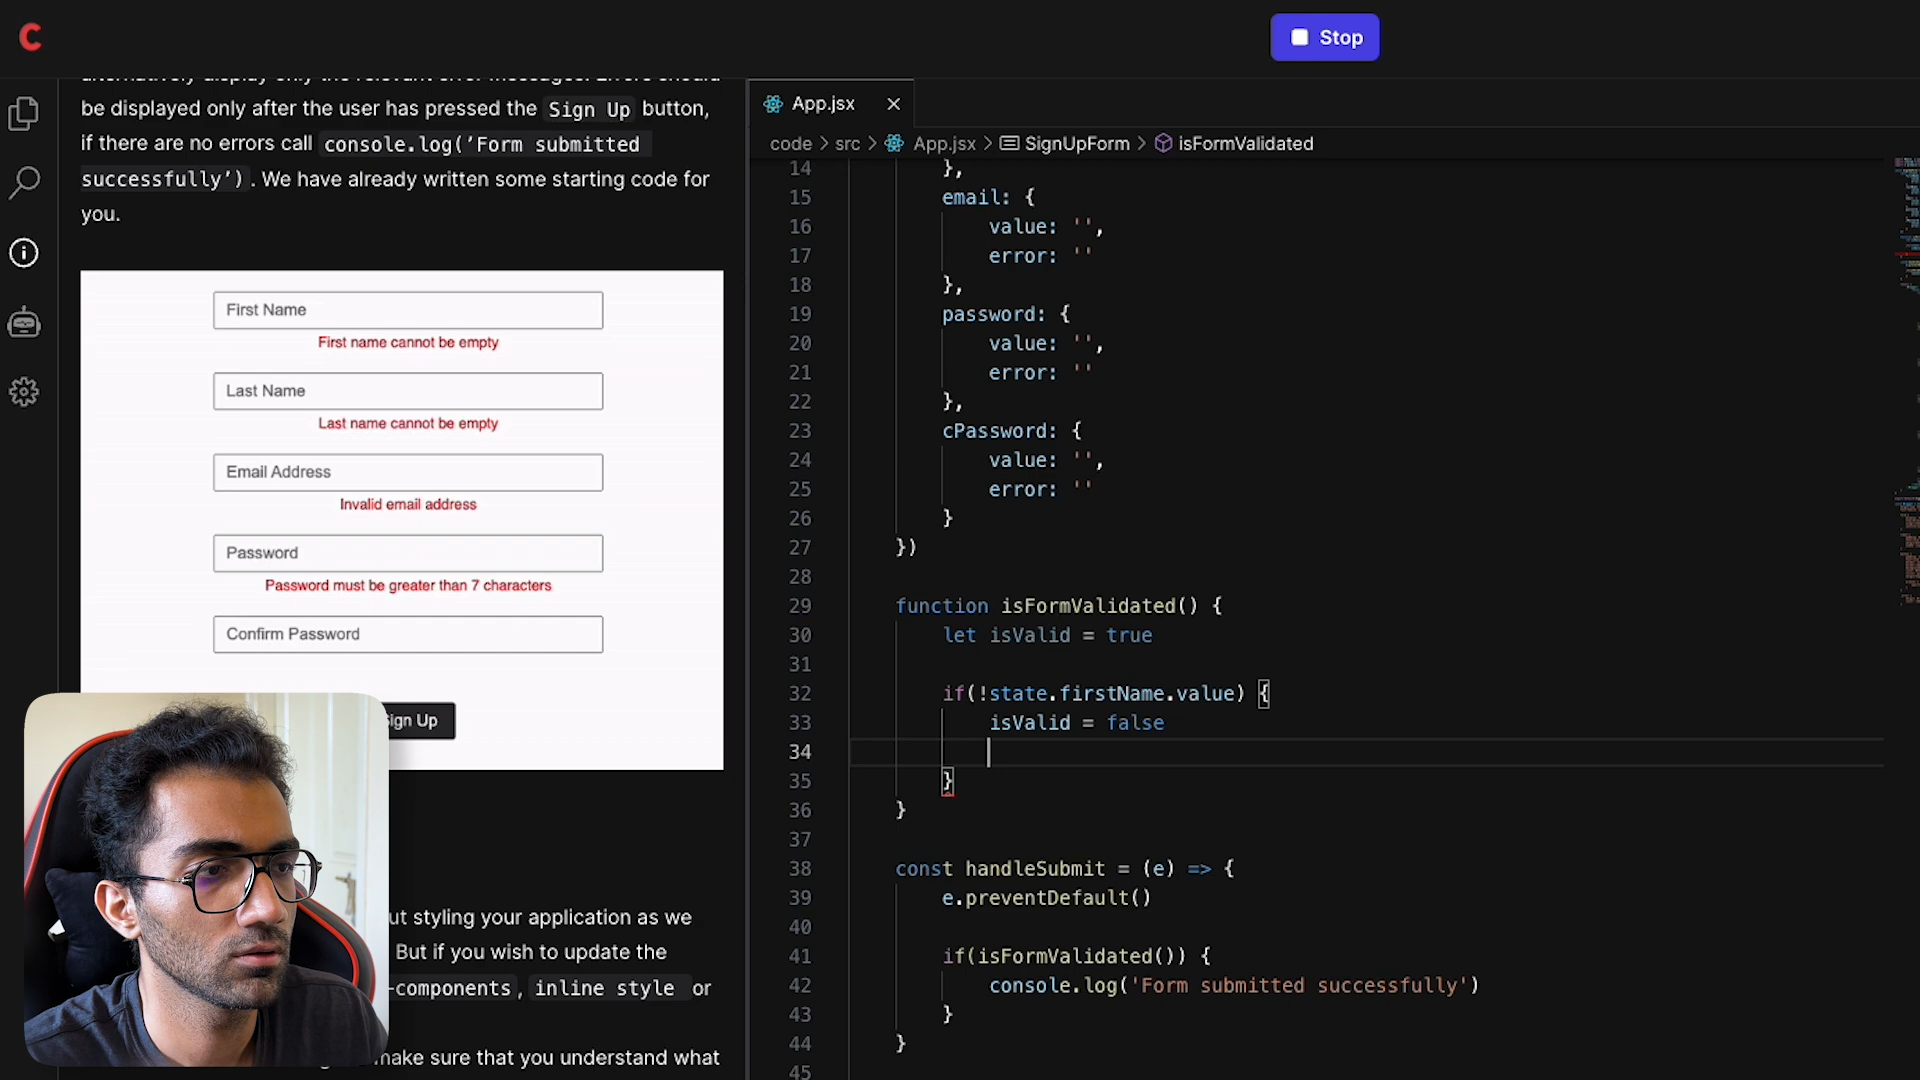 Stop
be displayed only after the user has pressed the Sign Up button,
if there are no errors call console.log(’Form submitted
successfully’) . We have already written some starting code for
you.
First Name
First name cannot be empty
Last Name
Last name cannot be empty
Email Address
Invalid email address
Password
Password must be greater than 7 characters
Confirm Password
Sign Up
ut styling your application as we
But if you wish to update the
-components , inline style or
make sure that you understand what
App.jsx
code > src > App.jsx > SignUpForm > isFormValidated
14 },
15 email: {
16 value: '',
17 error: ''
18 },
19 password: {
20 value: '',
21 error: ''
22 },
23 cPassword: {
24 value: '',
25 error: ''
26 }
27 })
28
29 function isFormValidated() {
30 let isValid = true
31
32 if(!state.firstName.value) {
33 isValid = false
34
35 }
36 }
37
38 const handleSubmit = (e) => {
39 e.preventDefault()
40
41 if(isFormValidated()) {
42 console.log('Form submitted successfully')
43 }
44 }
45